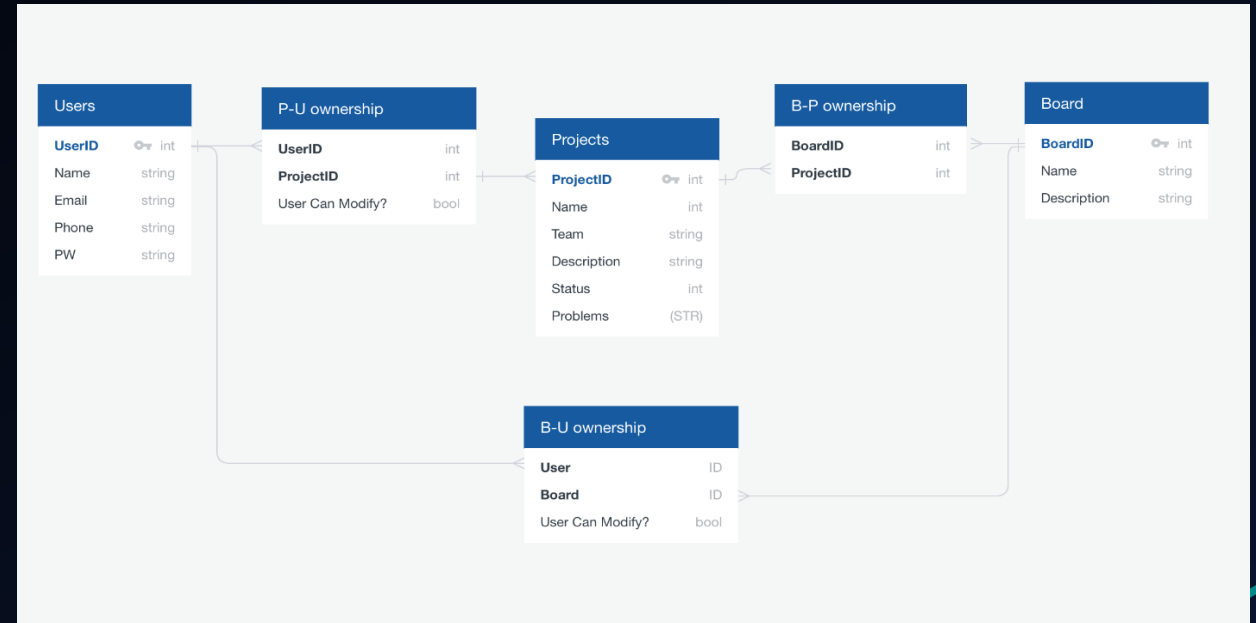 Users
UserID int
Name string
Email string
Phone string
PW string
P-U ownership
UserID int
ProjectID int
User Can Modify? bool
Projects
ProjectID int
Name int
Team string
Description string
Status int
Problems (STR)
B-P ownership
BoardID int
ProjectID int
Board
BoardID int
Name string
Description string
B-U ownership
User ID
Board ID
User Can Modify? bool